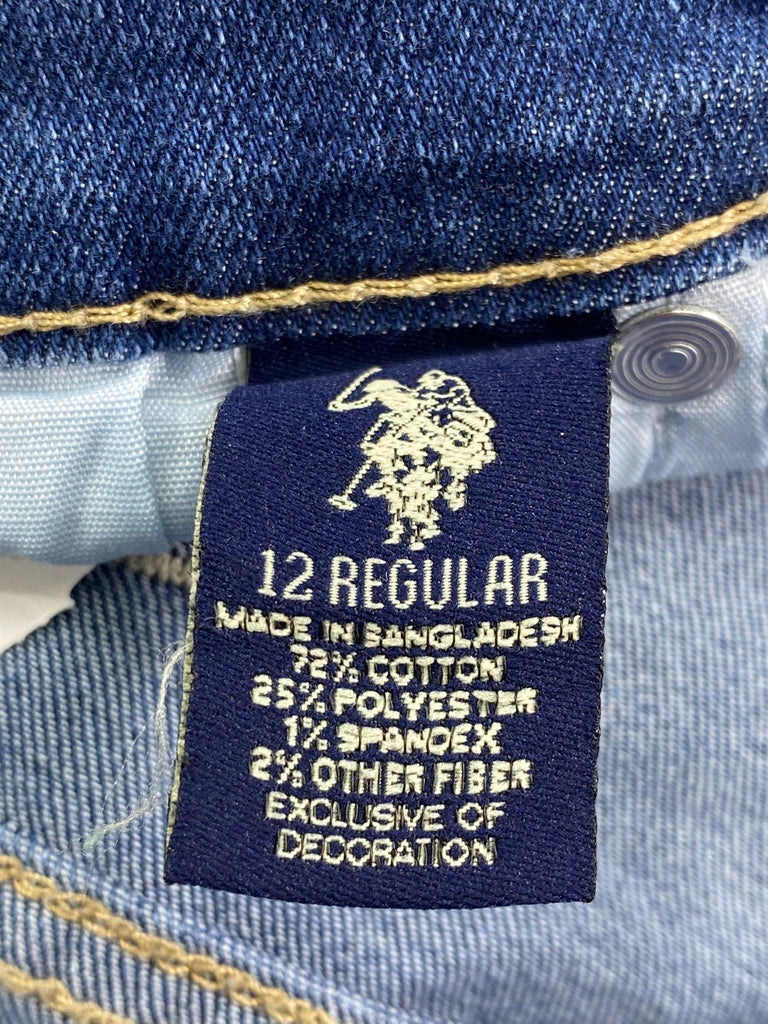 12 REGULAR
MADE IN BANGLADESH
72% COTTON
25% POLYESTER
1% SPANDEX
2% OTHER FIBER
EXCLUSIVE OF
DECORATION